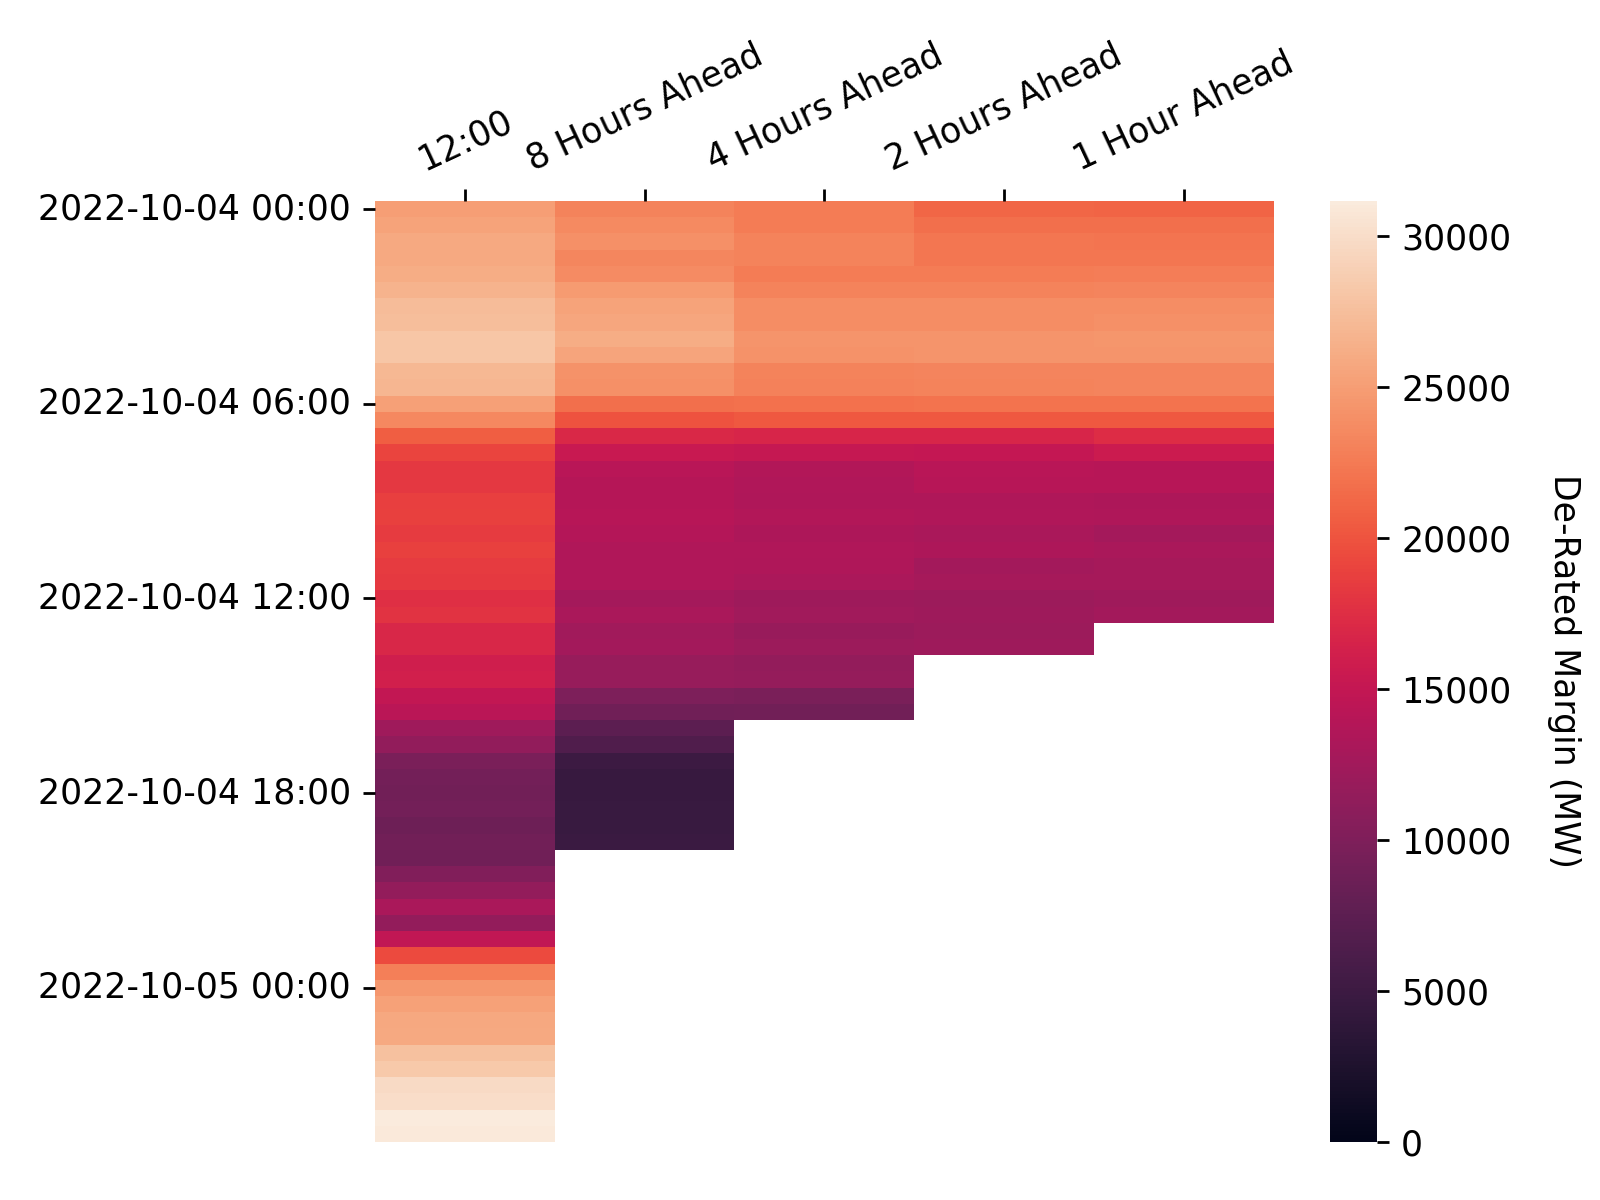 12:00
8 Hours Ahead
4 Hours Ahead
2 Hours Ahead
1 Hour Ahead
2022-10-04 00:00
2022-10-04 06:00
2022-10-04 12:00
2022-10-04 18:00
2022-10-05 00:00
30000
25000
20000
15000
10000
5000
0
De-Rated Margin (MW)